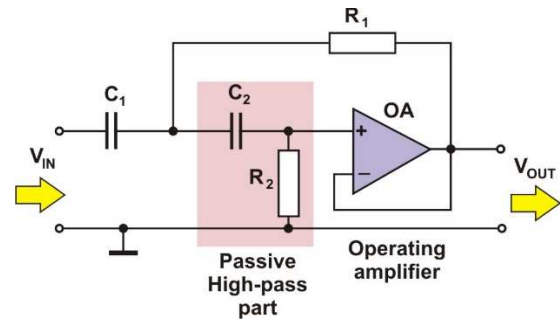 R1
C1
C2
OA
+
−
VIN
R2
VOUT
Passive
High-pass
part
Operating
amplifier